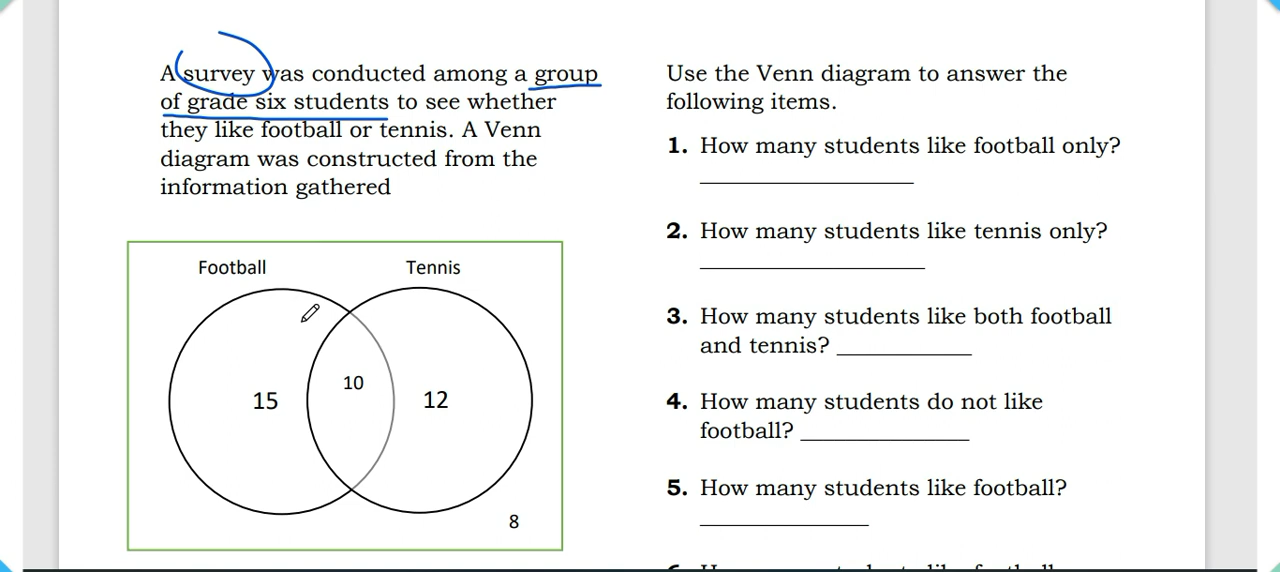 A survey was conducted among a group
of grade six students to see whether
they like football or tennis. A Venn
diagram was constructed from the
information gathered
Football
Tennis
15
10
12
8
Use the Venn diagram to answer the
following items.
1. How many students like football only?
2. How many students like tennis only?
3. How many students like both football
and tennis?
4. How many students do not like
football?
5. How many students like football?